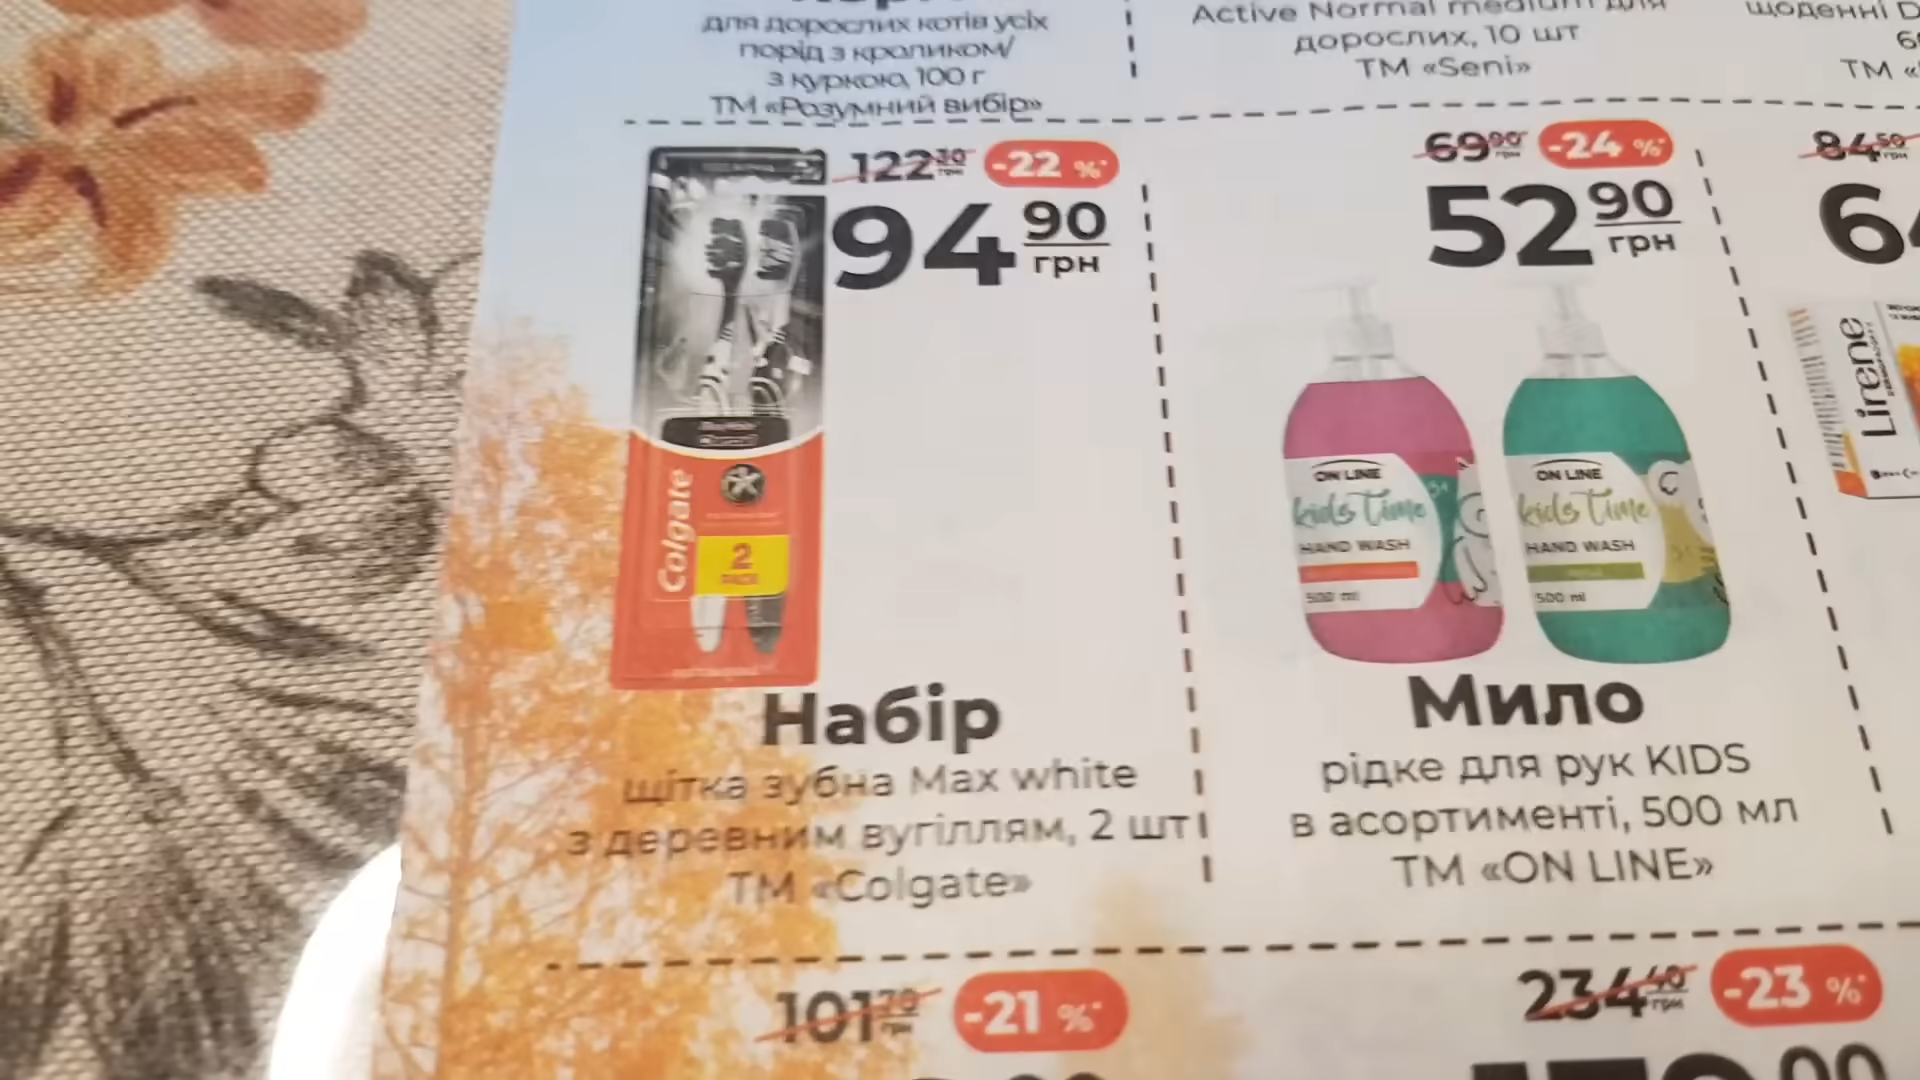 для дорослих котів усіх
порід з кроликом/
з куркою, 100 г
ТМ «Розумний вибір»
Active Normal medium для
дорослих, 10 шт
ТМ «Seni»
щоденні
ТМ
122 30 грн -22 %*
94 90 грн
Colgate
2
PACK
Набір
щітка зубна Max white
з деревним вугіллям, 2 шт
ТМ «Colgate»
69 90 грн -24 %*
52 90 грн
ON LINE
kids time
HAND WASH
500 ml
ON LINE
kids time
HAND WASH
500 ml
Мило
рідке для рук KIDS
в асортименті, 500 мл
ТМ «ON LINE»
84 50 грн
Lirene
101 70 грн -21 %*
234 40 грн -23 %*